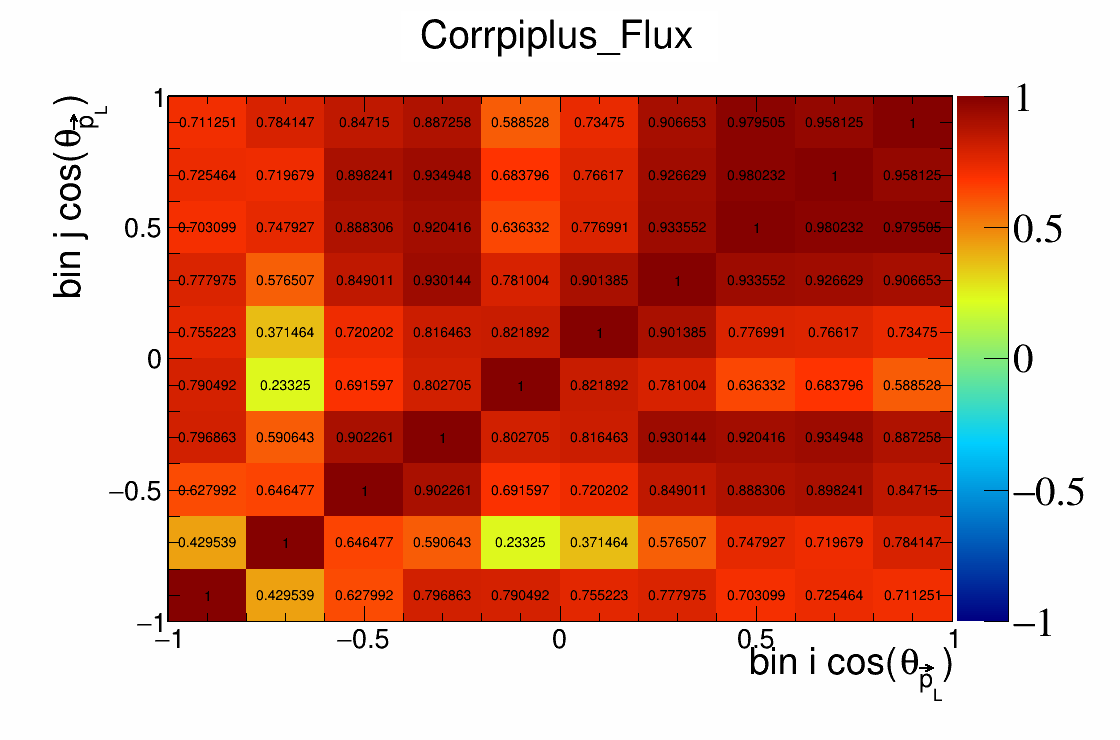 Corrpiplus_Flux
bin j cos(θp⃗L)
1
0.5
0
−0.5
−1
0.711251 0.784147 0.84715 0.887258 0.588528 0.73475 0.906653 0.979505 0.958125 1
0.725464 0.719679 0.898241 0.934948 0.683796 0.76617 0.926629 0.980232 1 0.958125
0.703099 0.747927 0.888306 0.920416 0.636332 0.776991 0.933552 1 0.980232 0.979505
0.777975 0.576507 0.849011 0.930144 0.781004 0.901385 1 0.933552 0.926629 0.906653
0.755223 0.371464 0.720202 0.816463 0.821892 1 0.901385 0.776991 0.76617 0.73475
0.790492 0.23325 0.691597 0.802705 1 0.821892 0.781004 0.636332 0.683796 0.588528
0.796863 0.590643 0.902261 1 0.802705 0.816463 0.930144 0.920416 0.934948 0.887258
0.627992 0.646477 1 0.902261 0.691597 0.720202 0.849011 0.888306 0.898241 0.84715
0.429539 1 0.646477 0.590643 0.23325 0.371464 0.576507 0.747927 0.719679 0.784147
1 0.429539 0.627992 0.796863 0.790492 0.755223 0.777975 0.703099 0.725464 0.711251
−1 −0.5 0 0.5 1
bin i cos(θp⃗L)
1
0.5
0
−0.5
−1